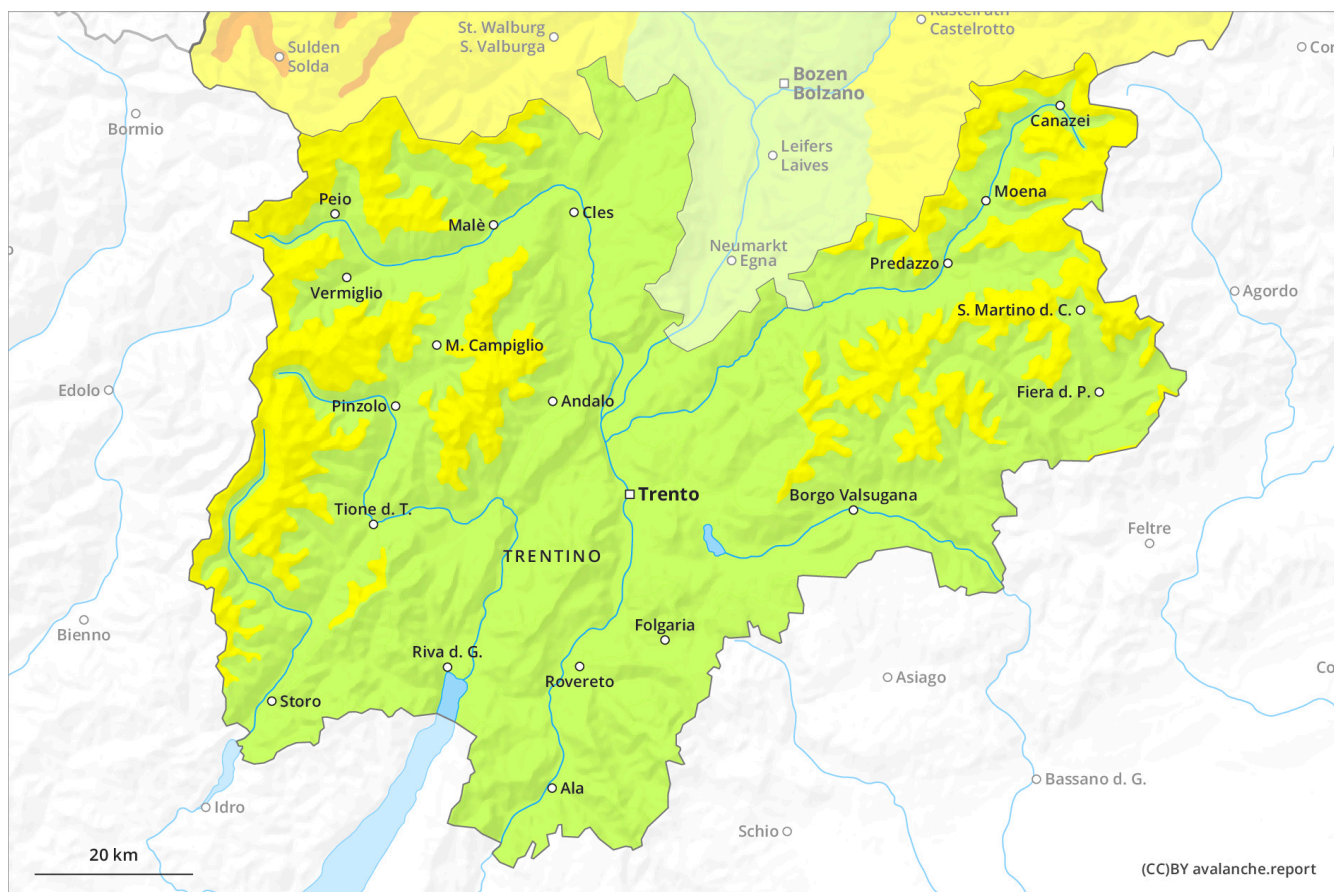 Kastelruth
Castelrotto
St. Walburg
S. Valburga
Sulden
Solda
Bozen
Bolzano
Bormio
Canazei
Leifers
Laives
Peio
Moena
Malè
Cles
Neumarkt
Egna
Predazzo
Vermiglio
Agordo
S. Martino d. C.
M. Campiglio
Edolo
Andalo
Fiera d. P.
Pinzolo
Trento
Borgo Valsugana
Tione d. T.
Feltre
TRENTINO
Bienno
Folgaria
Riva d. G.
Asiago
Rovereto
Storo
Bassano d. G.
Ala
Idro
Schio
20 km
(CC)BY avalanche.report